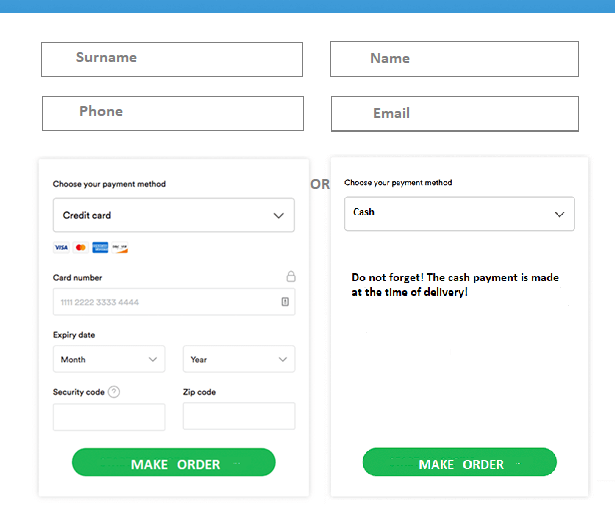 Surname
Name
Phone
Email
Choose your payment method
Credit card
VISA
Card number
1111 2222 3333 4444
Expiry date
Month
Year
Security code ?
Zip code
MAKE ORDER
OR
Choose your payment method
Cash
Do not forget! The cash payment is made
at the time of delivery!
MAKE ORDER